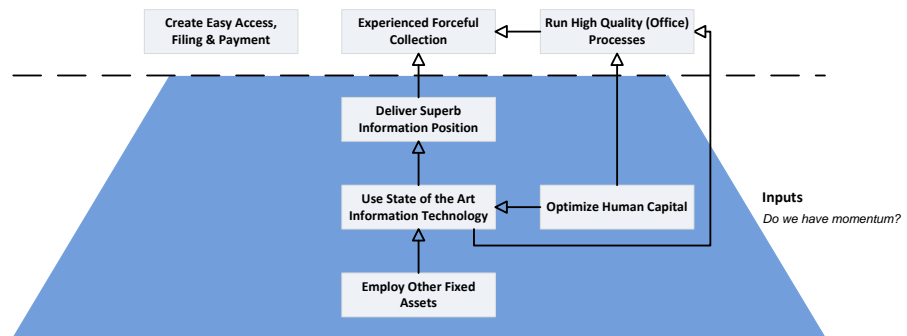 Create Easy Access,
Filing & Payment
Experienced Forceful
Collection
Run High Quality (Office)
Processes
Deliver Superb
Information Position
Use State of the Art
Information Technology
Optimize Human Capital
Inputs
Do we have momentum?
Employ Other Fixed
Assets